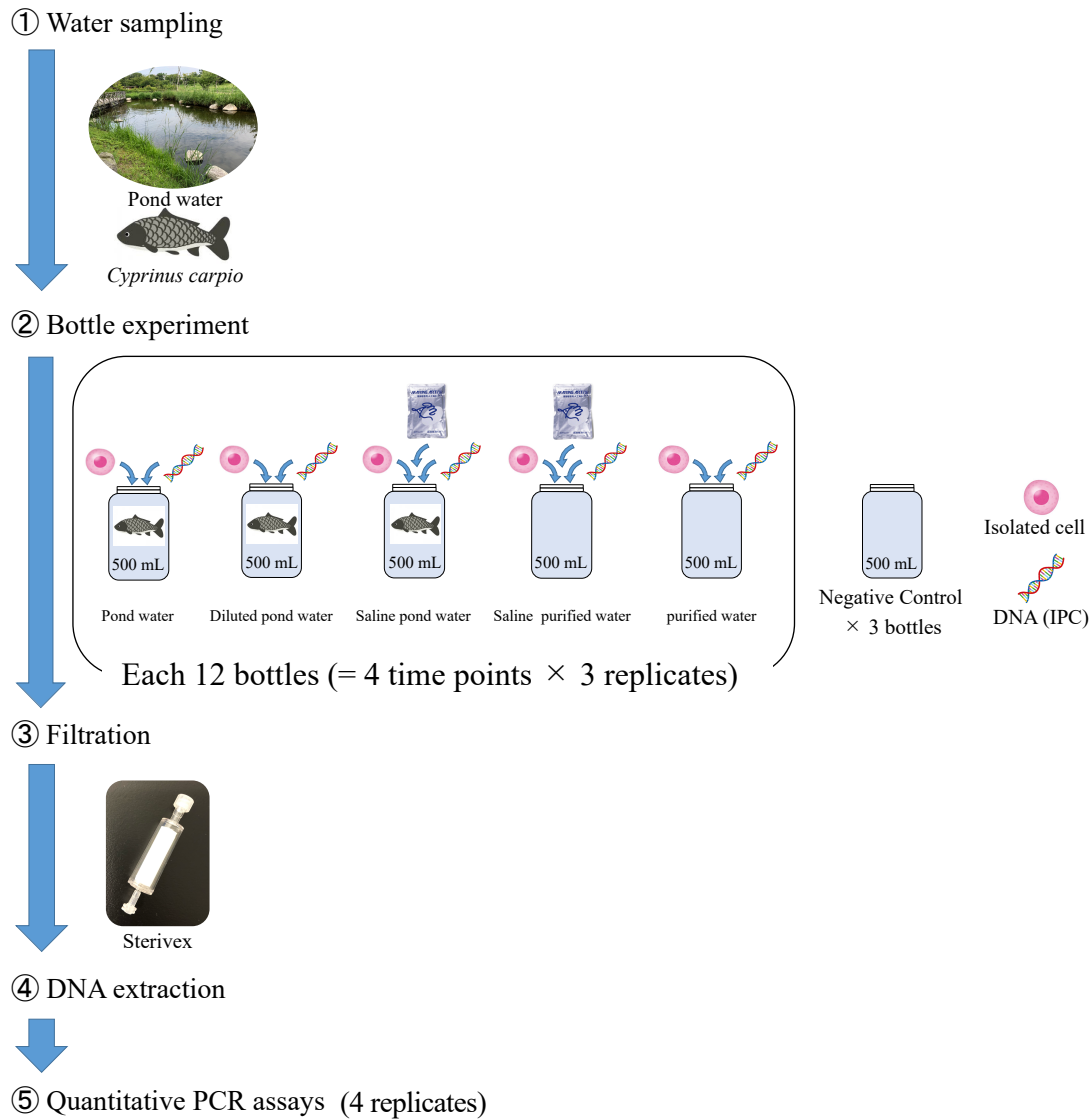 ① Water sampling
Pond water
Cyprinus carpio
② Bottle experiment
500 mL
500 mL
500 mL
500 mL
500 mL
500 mL
Pond water
Diluted pond water
Saline pond water
Saline purified water
purified water
Negative Control
× 3 bottles
Isolated cell
DNA (IPC)
Each 12 bottles (= 4 time points × 3 replicates)
③ Filtration
Sterivex
④ DNA extraction
⑤ Quantitative PCR assays (4 replicates)